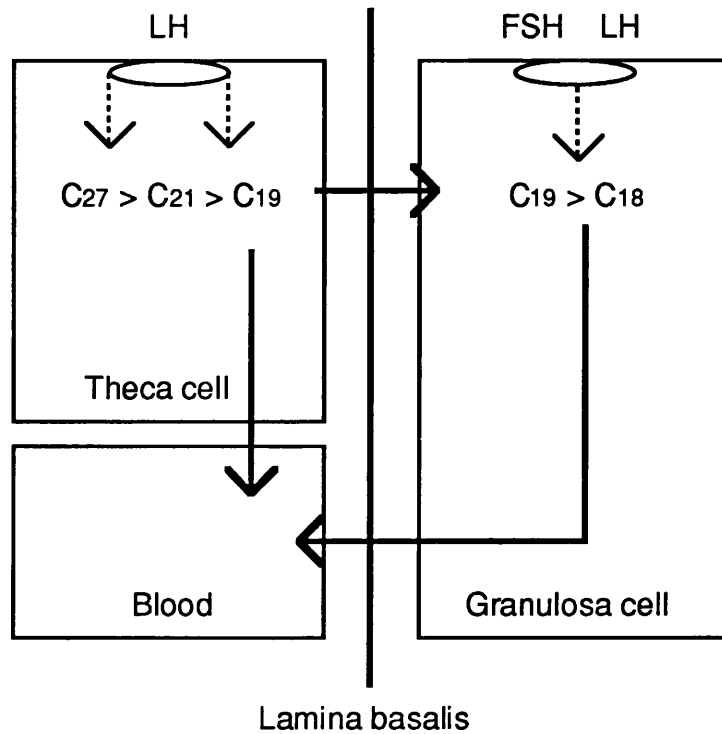 LH
FSH LH
C27 > C21 > C19
C19 > C18
Theca cell
Blood
Granulosa cell
Lamina basalis